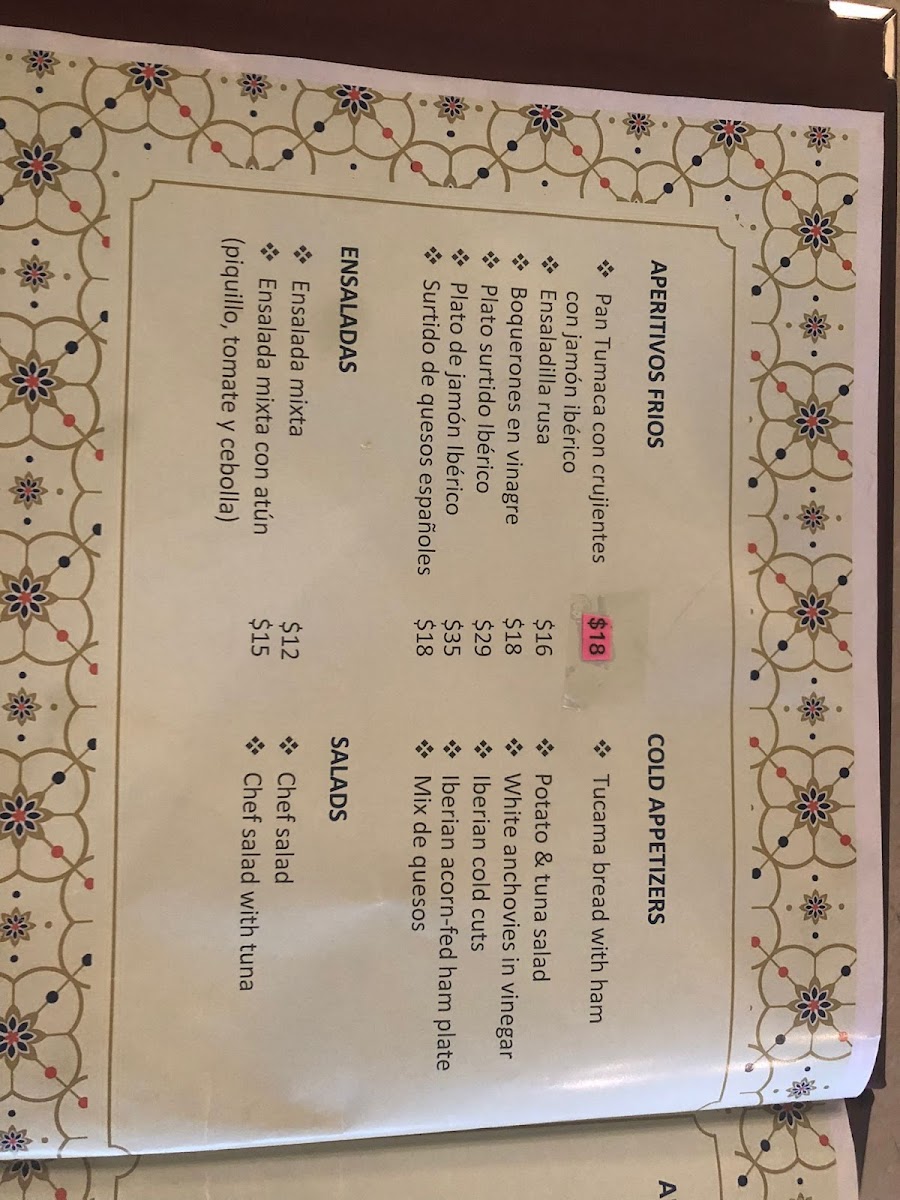 APERITIVOS FRIOS
❖ Pan Tumaca con crujientes $18
con jamón ibérico
❖ Ensaladilla rusa $16
❖ Boquerones en vinagre $18
❖ Plato surtido Ibérico $29
❖ Plato de jamón Ibérico $35
❖ Surtido de quesos españoles $18
ENSALADAS
❖ Ensalada mixta $12
❖ Ensalada mixta con atún $15
(piquillo, tomate y cebolla)
COLD APPETIZERS
❖ Tucama bread with ham
❖ Potato & tuna salad
❖ White anchovies in vinegar
❖ Iberian cold cuts
❖ Iberian acorn-fed ham plate
❖ Mix de quesos
SALADS
❖ Chef salad
❖ Chef salad with tuna